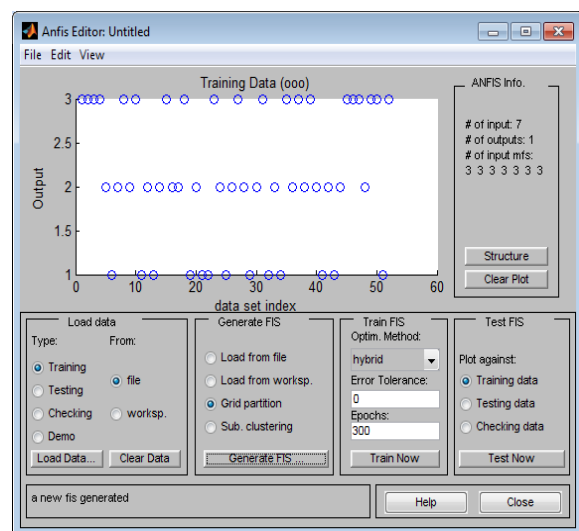 Anfis Editor: Untitled
File Edit View
Training Data (ooo)
3
2.5
2
1.5
1
Output
0 10 20 30 40 50 60
data set index
ANFIS Info.
# of input: 7
# of outputs: 1
# of input mfs:
3 3 3 3 3 3 3
Structure
Clear Plot
Load data
Type: From:
Training
Testing
Checking
Demo
file
worksp.
Load Data... Clear Data
Generate FIS
Load from file
Load from worksp.
Grid partition
Sub. clustering
Generate FIS ...
Train FIS
Optim. Method:
hybrid
Error Tolerance:
0
Epochs:
300
Train Now
Test FIS
Plot against:
Training data
Testing data
Checking data
Test Now
a new fis generated
Help Close